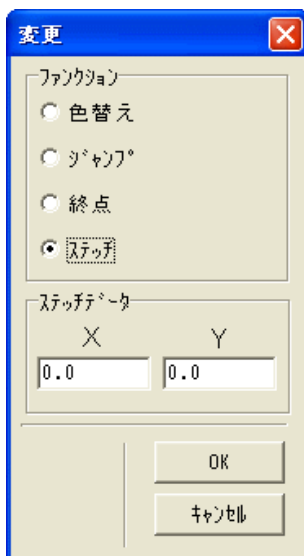 変更
ﾌｧﾝｸｼｮﾝ
色替え
ｼﾞｬﾝﾌﾟ
終点
ｽﾃｯﾁ
ｽﾃｯﾁﾃﾞｰﾀ
X Y
0.0 0.0
OK
ｷｬﾝｾﾙ